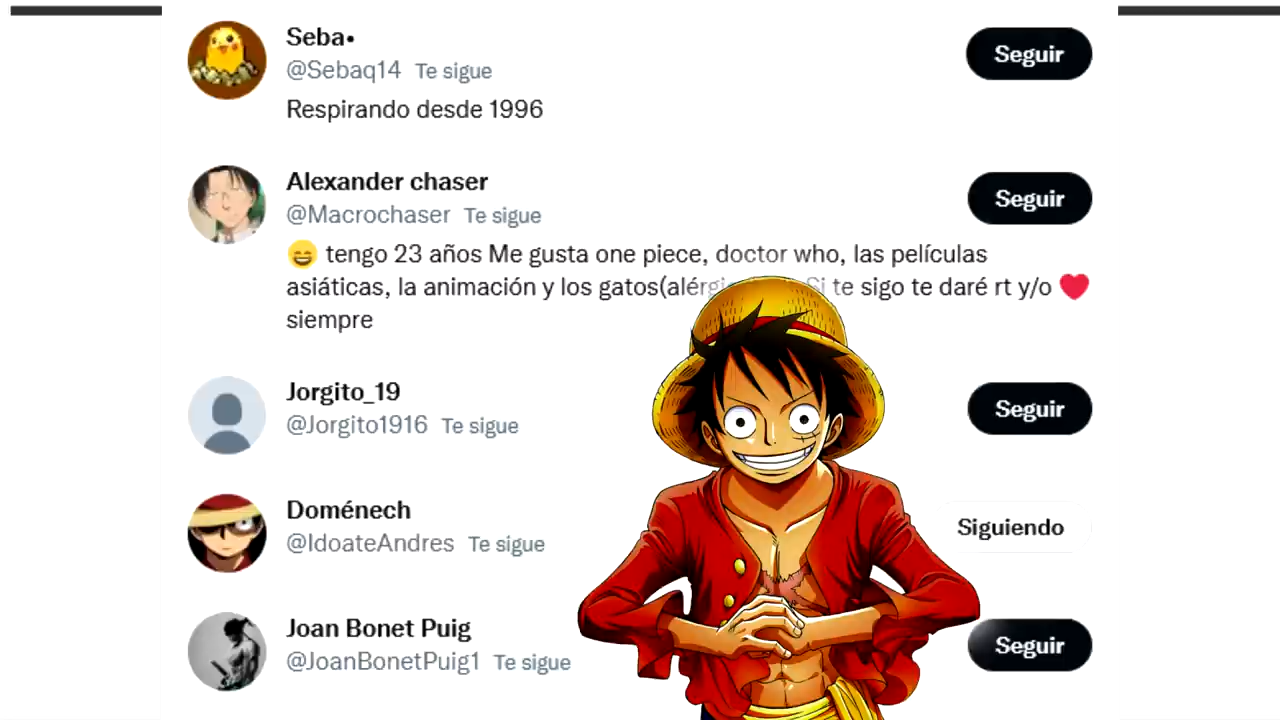 Seba•
@Sebaq14 Te sigue
Seguir
Respirando desde 1996
Alexander chaser
@Macrochaser Te sigue
Seguir
😄 tengo 23 años Me gusta one piece, doctor who, las películas
asiáticas, la animación y los gatos( Si te sigo te daré rt y/o ❤️
siempre
Jorgito_19
@Jorgito1916 Te sigue
Seguir
Doménech
@IdoateAndres Te sigue
Siguiendo
Joan Bonet Puig
@JoanBonetPuig1 Te sigue
Seguir